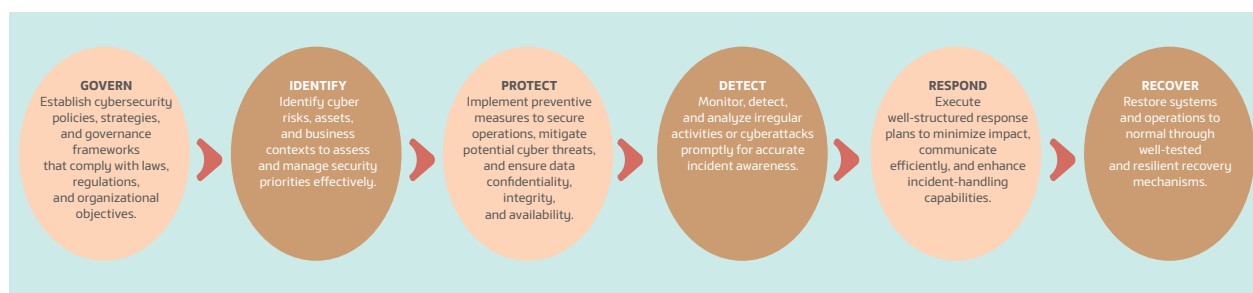 GOVERN
Establish cybersecurity
policies, strategies,
and governance
frameworks
that comply with laws,
regulations,
and organizational
objectives.
IDENTIFY
Identify cyber
risks, assets,
and business
contexts to assess
and manage security
priorities effectively.
PROTECT
Implement preventive
measures to secure
operations, mitigate
potential cyber threats,
and ensure data
confidentiality,
integrity,
and availability.
DETECT
Monitor, detect,
and analyze irregular
activities or cyberattacks
promptly for accurate
incident awareness.
RESPOND
Execute
well-structured response
plans to minimize impact,
communicate
efficiently, and enhance
incident-handling
capabilities.
RECOVER
Restore systems
and operations to
normal through
well-tested
and resilient recovery
mechanisms.